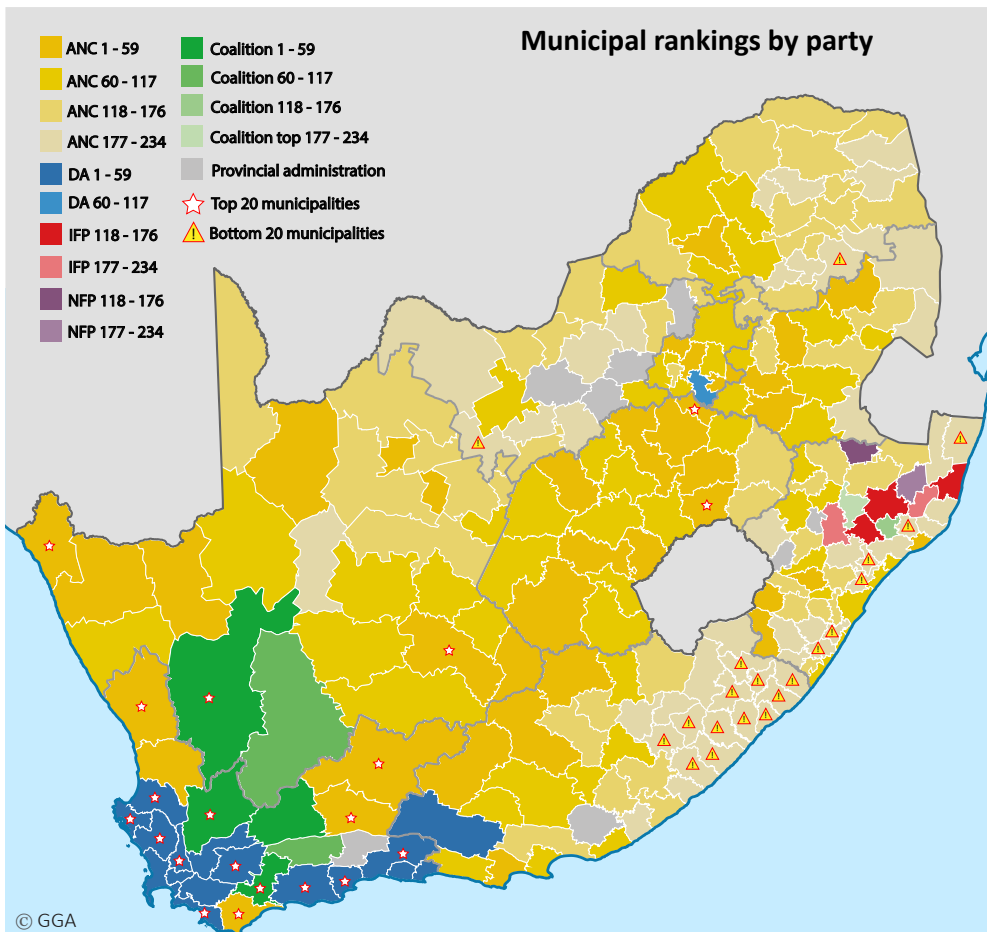 Municipal rankings by party
ANC 1 - 59
ANC 60 - 117
ANC 118 - 176
ANC 177 - 234
DA 1 - 59
DA 60 - 117
IFP 118 - 176
IFP 177 - 234
NFP 118 - 176
NFP 177 - 234
Coalition 1 - 59
Coalition 60 - 117
Coalition 118 - 176
Coalition top 177 - 234
Provincial administration
Top 20 municipalities
Bottom 20 municipalities
© GGA